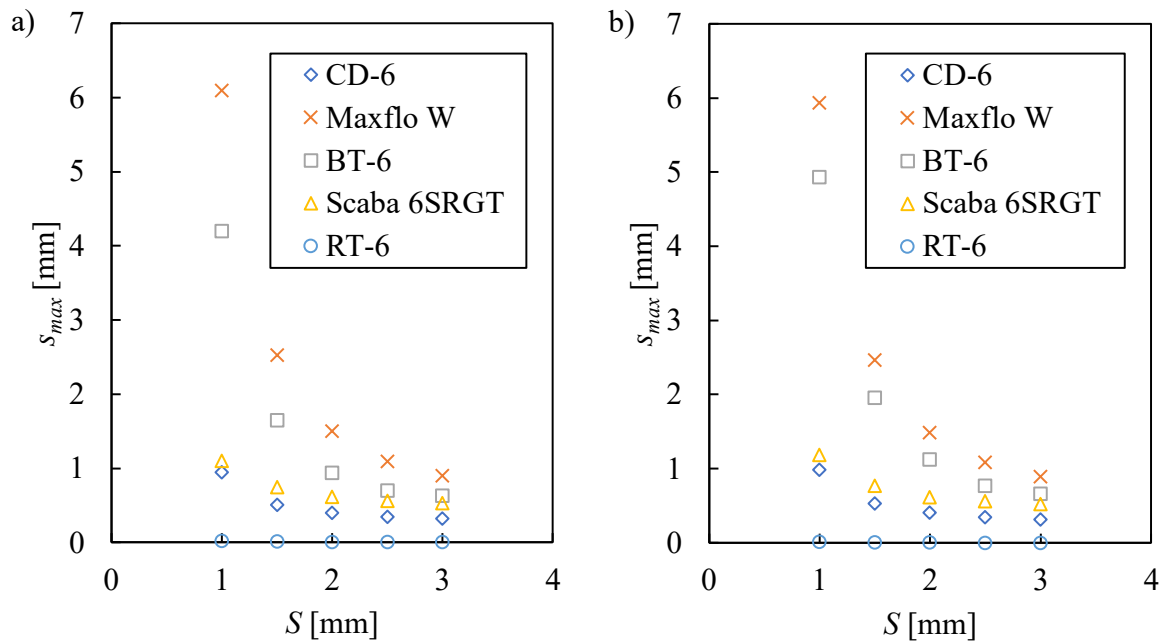 a)
7
6
5
4
3
2
1
0
s_max [mm]
CD-6
Maxflo W
BT-6
Scaba 6SRGT
RT-6
0 1 2 3 4
S [mm]
b)
7
6
5
4
3
2
1
0
s_max [mm]
CD-6
Maxflo W
BT-6
Scaba 6SRGT
RT-6
0 1 2 3 4
S [mm]